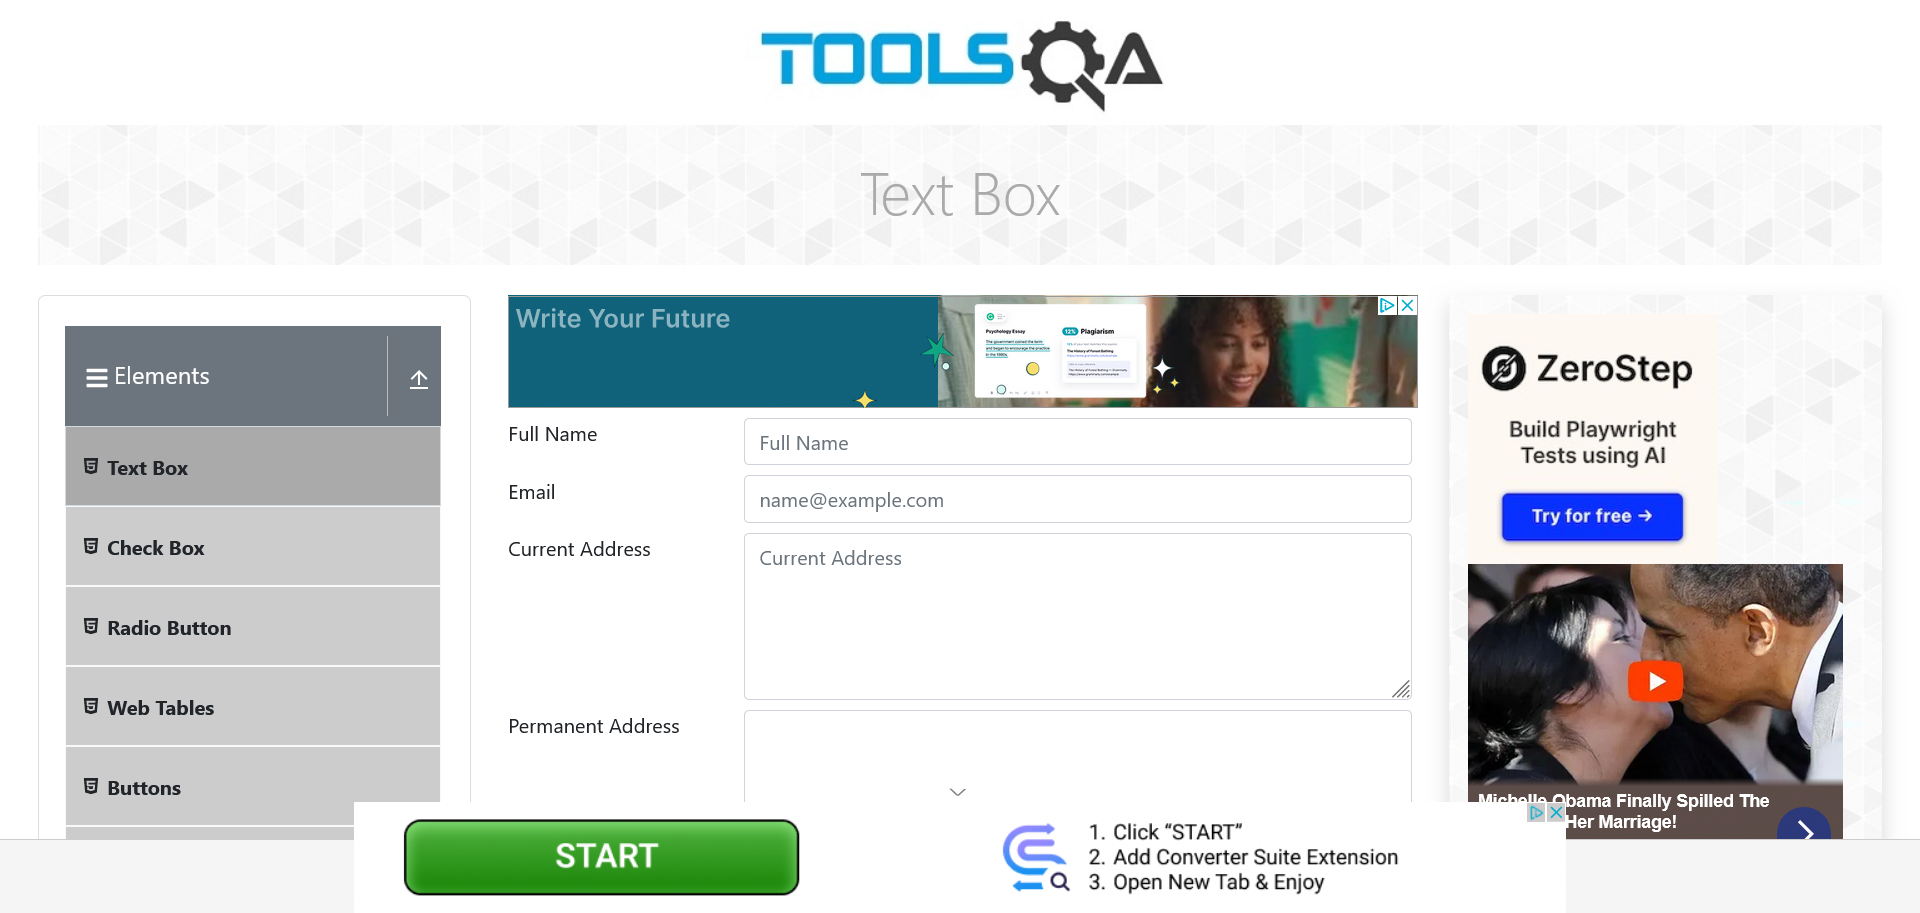 TOOLSQA
Text Box
Elements
Text Box
Check Box
Radio Button
Web Tables
Buttons
Write Your Future
Psychology Essay
12% Plagiarism
Full Name
Full Name
Email
name@example.com
Current Address
Current Address
Permanent Address
ZeroStep
Build Playwright
Tests using AI
Try for free →
Michelle Obama Finally Spilled The
Her Marriage!
START
1. Click “START”
2. Add Converter Suite Extension
3. Open New Tab & Enjoy